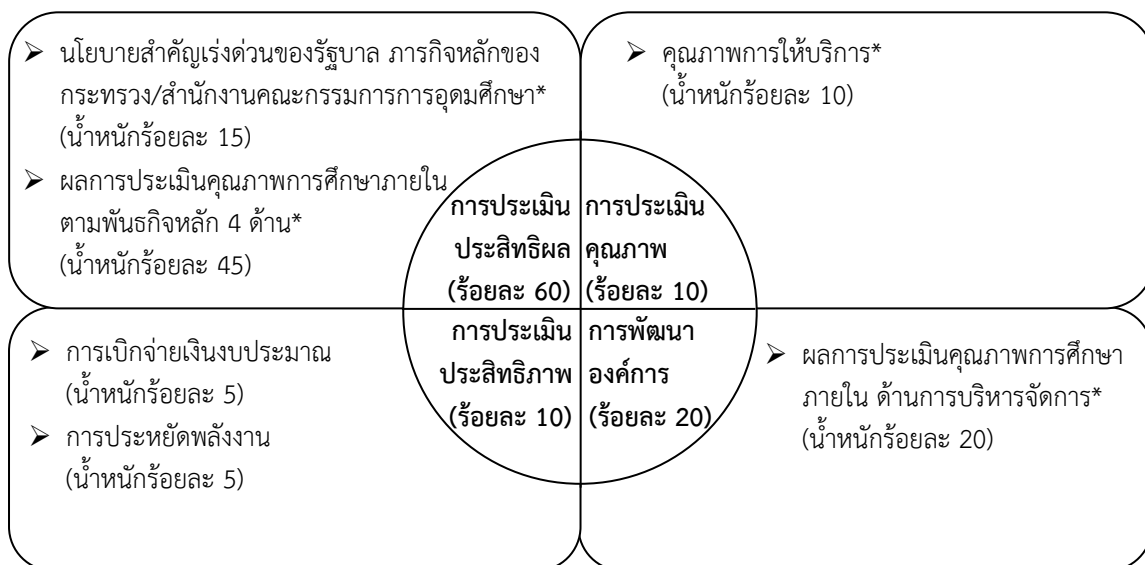 ➢ นโยบายสำคัญเร่งด่วนของรัฐบาล ภารกิจหลักของ
กระทรวง/สำนักงานคณะกรรมการการอุดมศึกษา*
(น้ำหนักร้อยละ 15)
➢ ผลการประเมินคุณภาพการศึกษาภายใน
ตามพันธกิจหลัก 4 ด้าน*
(น้ำหนักร้อยละ 45)
➢ คุณภาพการให้บริการ*
(น้ำหนักร้อยละ 10)
การประเมิน
ประสิทธิผล
(ร้อยละ 60)
การประเมิน
คุณภาพ
(ร้อยละ 10)
➢ การเบิกจ่ายเงินงบประมาณ
(น้ำหนักร้อยละ 5)
➢ การประหยัดพลังงาน
(น้ำหนักร้อยละ 5)
การประเมิน
ประสิทธิภาพ
(ร้อยละ 10)
การพัฒนา
องค์การ
(ร้อยละ 20)
➢ ผลการประเมินคุณภาพการศึกษา
ภายใน ด้านการบริหารจัดการ*
(น้ำหนักร้อยละ 20)